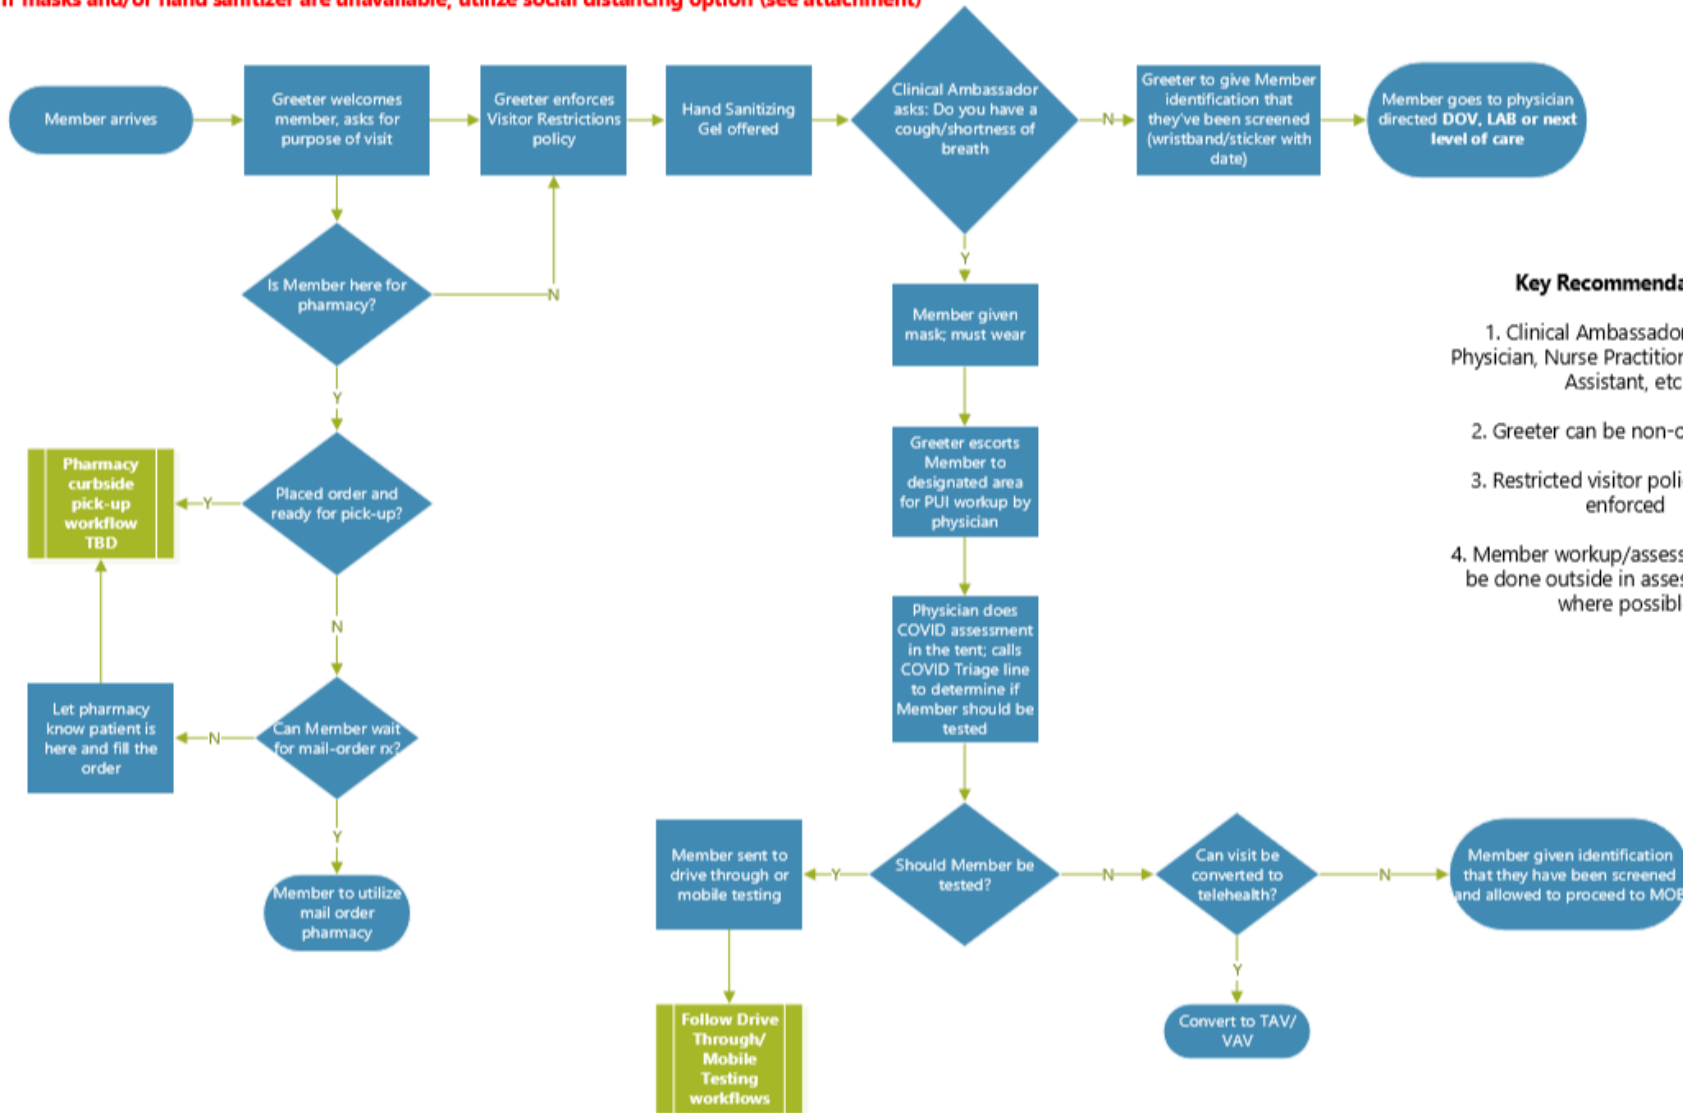 If masks and/or hand sanitizer are unavailable, utilize social distancing option (see attachment)
Member arrives
Greeter welcomes
member, asks for
purpose of visit
Greeter enforces
Visitor Restrictions
policy
Hand Sanitizing
Gel offered
Clinical Ambassador
asks: Do you have a
cough/shortness of
breath
N
Greeter to give Member
identification that
they've been screened
(wristband/sticker with
date)
Member goes to physician
directed DOV, LAB or next
level of care
Is Member here for
pharmacy?
N
Y
Placed order and
ready for pick-up?
Y
Pharmacy
curbside
pick-up
workflow
TBD
N
Can Member wait
for mail-order rx?
N
Let pharmacy
know patient is
here and fill the
order
Y
Member to utilize
mail order
pharmacy
Y
Member given
mask; must wear
Greeter escorts
Member to
designated area
for PUI workup by
physician
Physician does
COVID assessment
in the tent; calls
COVID Triage line
to determine if
Member should be
tested
Should Member be
tested?
Y
Member sent to
drive through or
mobile testing
Follow Drive
Through/
Mobile
Testing
workflows
N
Can visit be
converted to
telehealth?
Y
Convert to TAV/
VAV
N
Member given identification
that they have been screened
and allowed to proceed to MOB
Key Recommenda
1. Clinical Ambassador
Physician, Nurse Practition
Assistant, etc
2. Greeter can be non-c
3. Restricted visitor poli
enforced
4. Member workup/assess
be done outside in asses
where possibl